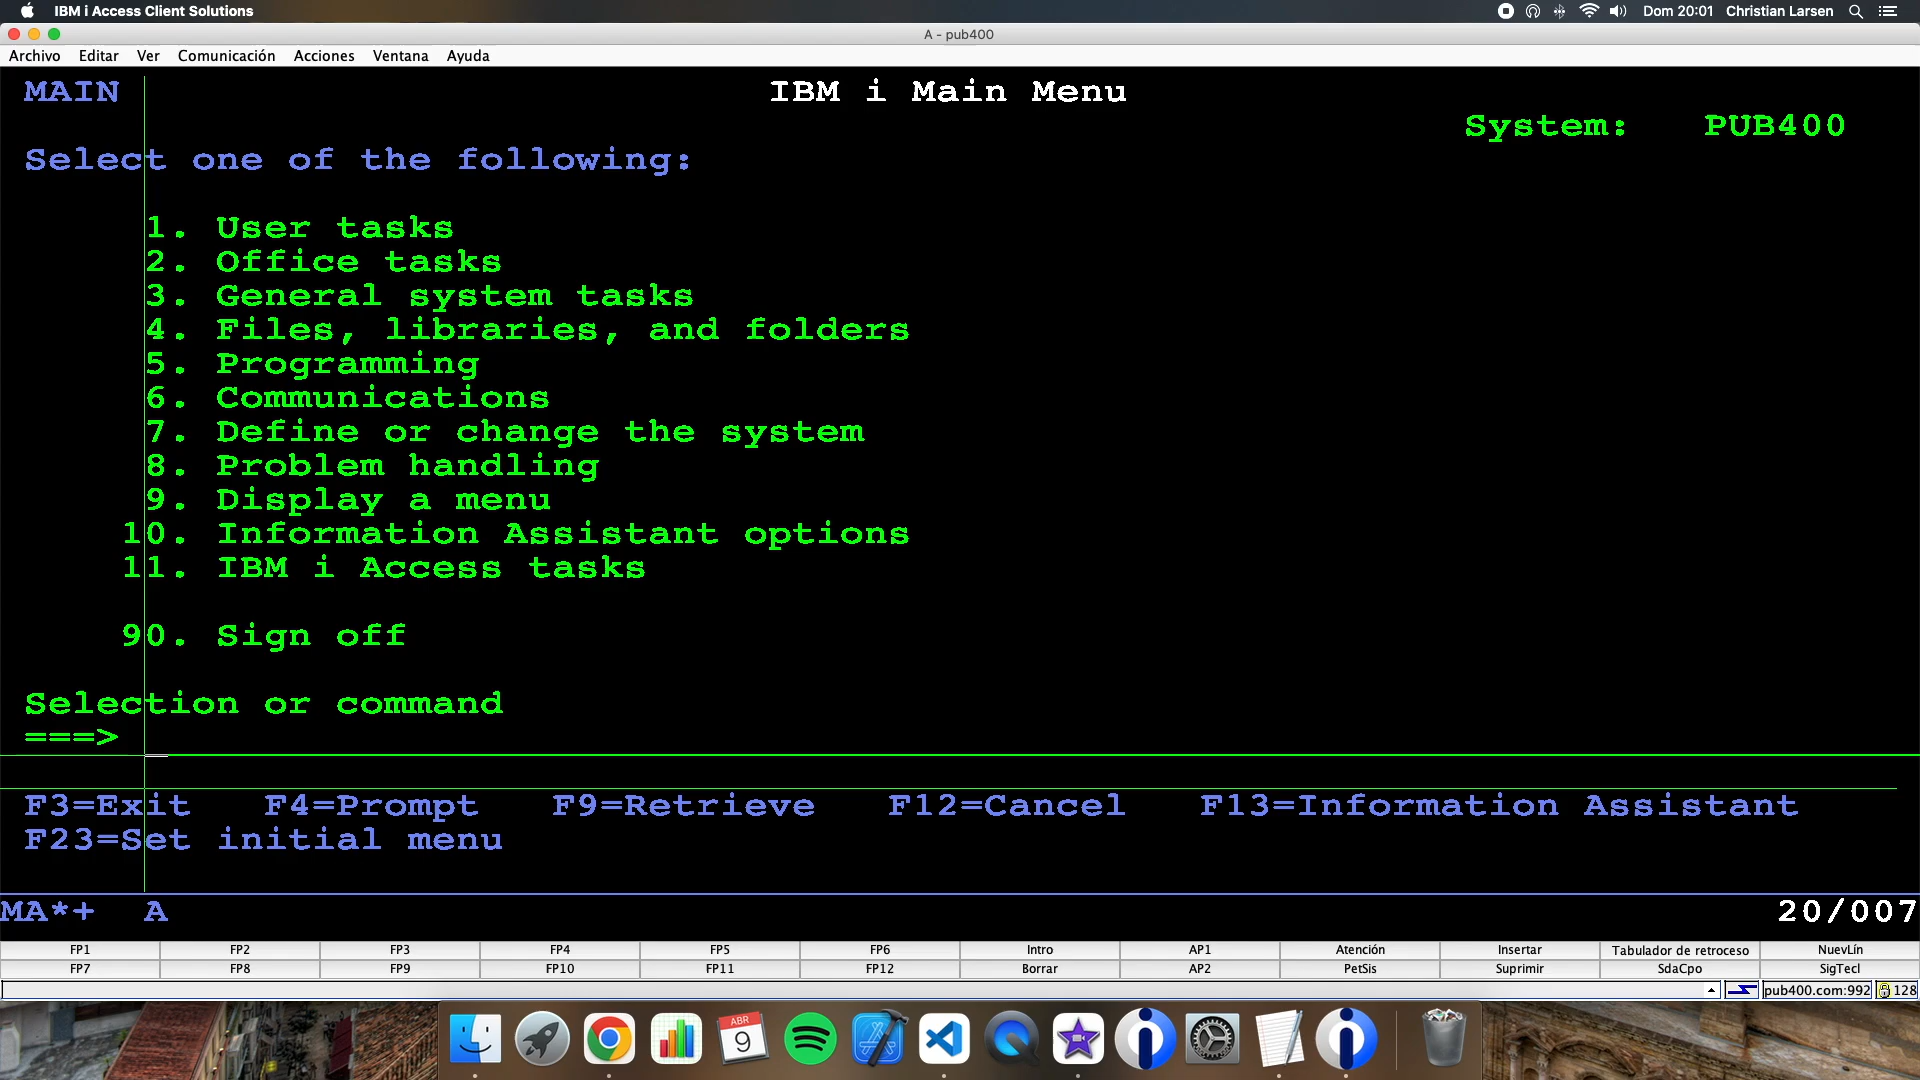 IBM i Access Client Solutions Dom 20:01 Christian Larsen
A - pub400
Archivo Editar Ver Comunicación Acciones Ventana Ayuda
MAIN IBM i Main Menu
System: PUB400
Select one of the following:
1. User tasks
2. Office tasks
3. General system tasks
4. Files, libraries, and folders
5. Programming
6. Communications
7. Define or change the system
8. Problem handling
9. Display a menu
10. Information Assistant options
11. IBM i Access tasks
90. Sign off
Selection or command
===>
F3=Exit F4=Prompt F9=Retrieve F12=Cancel F13=Information Assistant
F23=Set initial menu
MA*+ A 20/007
FP1 FP2 FP3 FP4 FP5 FP6 Intro AP1 Atención Insertar Tabulador de retroceso NuevLín
FP7 FP8 FP9 FP10 FP11 FP12 Borrar AP2 PetSis Suprimir SdaCpo SigTecl
pub400.com:992 128
ABR
9